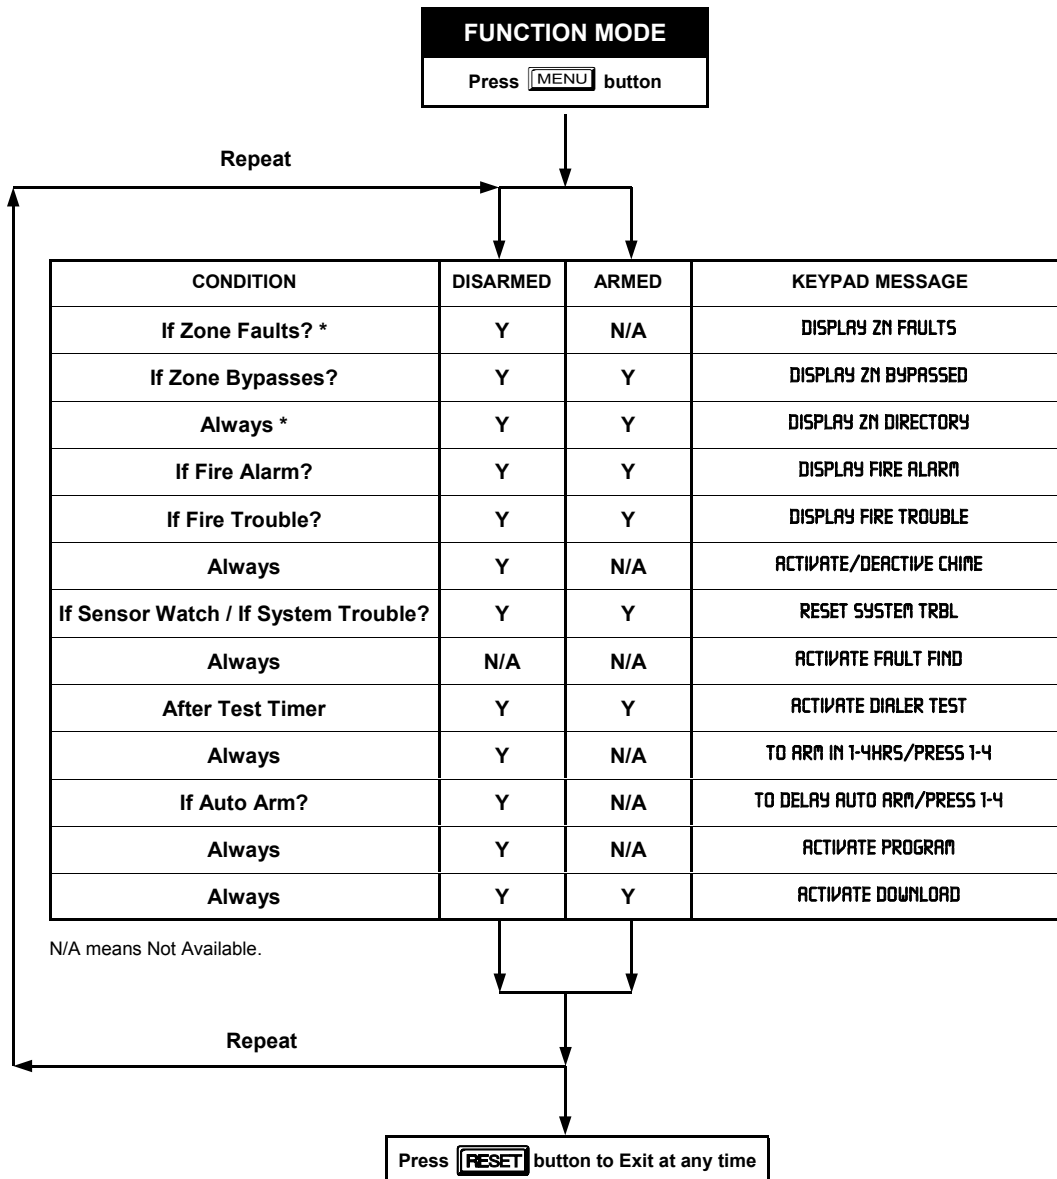 FUNCTION MODE
Press MENU button
Repeat
CONDITION DISARMED ARMED KEYPAD MESSAGE
If Zone Faults? * Y N/A DISPLAY ZN FAULTS
If Zone Bypasses? Y Y DISPLAY ZN BYPASSED
Always * Y Y DISPLAY ZN DIRECTORY
If Fire Alarm? Y Y DISPLAY FIRE ALARM
If Fire Trouble? Y Y DISPLAY FIRE TROUBLE
Always Y N/A ACTIVATE/DEACTIVE CHIME
If Sensor Watch / If System Trouble? Y Y RESET SYSTEM TRBL
Always N/A N/A ACTIVATE FAULT FIND
After Test Timer Y Y ACTIVATE DIALER TEST
Always Y N/A TO ARM IN 1-4HRS/PRESS 1-4
If Auto Arm? Y N/A TO DELAY AUTO ARM/PRESS 1-4
Always Y N/A ACTIVATE PROGRAM
Always Y Y ACTIVATE DOWNLOAD
N/A means Not Available.
Repeat
Press RESET button to Exit at any time